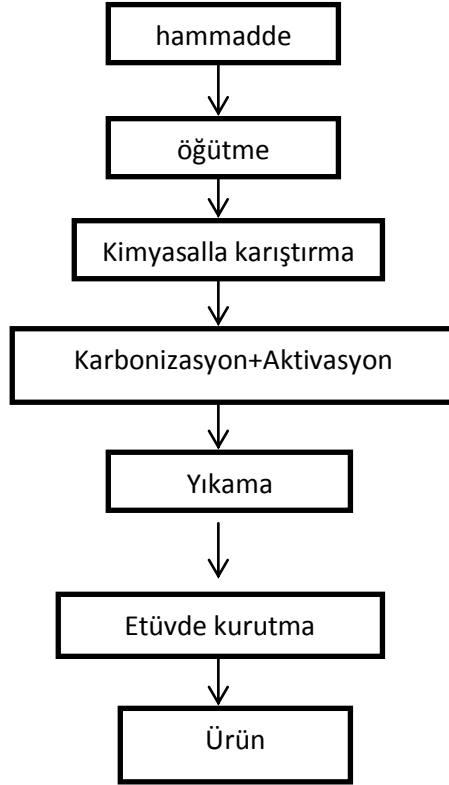 hammadde
öğütme
Kimyasalla karıştırma
Karbonizasyon+Aktivasyon
Yıkama
Etüvde kurutma
Ürün